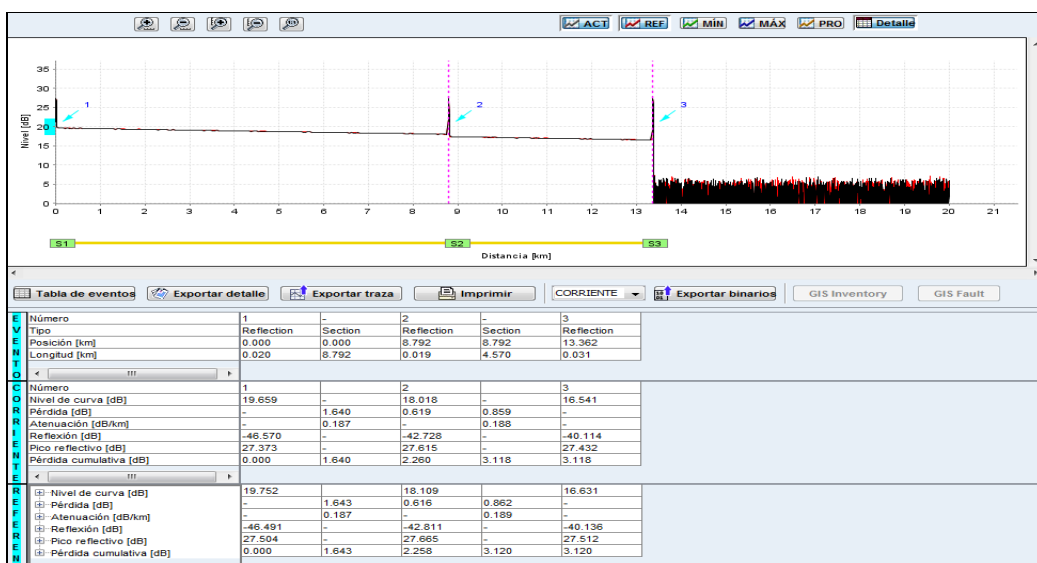 ACT REF MÍN MÁX PRO Detalle
35
30
25
20
15
10
5
0
Nivel [dB]
1
2
3
0 1 2 3 4 5 6 7 8 9 10 11 12 13 14 15 16 17 18 19 20 21
S1 S2 S3
Distancia [km]
Tabla de eventos Exportar detalle Exportar traza Imprimir CORRIENTE Exportar binarios GIS Inventory GIS Fault
EVENTO
Número 1 - 2 - 3
Tipo Reflection Section Reflection Section Reflection
Posición [km] 0.000 0.000 8.792 8.792 13.362
Longitud [km] 0.020 8.792 0.019 4.570 0.031
CORRIENTE
Número 1 2 3
Nivel de curva [dB] 19.659 - 18.018 - 16.541
Pérdida [dB] - 1.640 0.619 0.859 -
Atenuación [dB/km] - 0.187 - 0.188 -
Reflexión [dB] -46.570 - -42.728 - -40.114
Pico reflectivo [dB] 27.373 - 27.615 - 27.432
Pérdida cumulativa [dB] 0.000 1.640 2.260 3.118 3.118
REFEREN
Nivel de curva [dB] 19.752 18.109 16.631
Pérdida [dB] - 1.643 0.616 0.862 -
Atenuación [dB/km] - 0.187 - 0.189 -
Reflexión [dB] -46.491 - -42.811 - -40.136
Pico reflectivo [dB] 27.504 - 27.665 - 27.512
Pérdida cumulativa [dB] 0.000 1.643 2.258 3.120 3.120